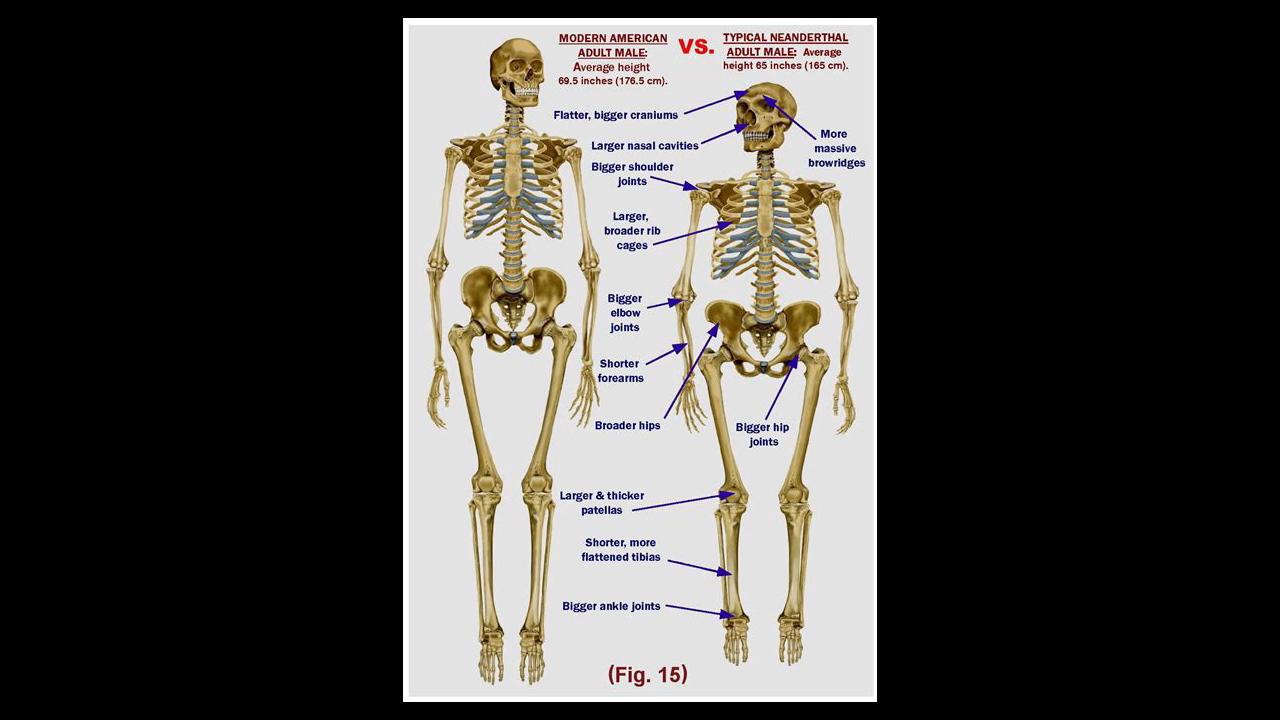 MODERN AMERICAN
ADULT MALE:
Average height
69.5 inches (176.5 cm).
VS.
TYPICAL NEANDERTHAL
ADULT MALE: Average
height 65 inches (165 cm).
Flatter, bigger craniums
More
massive
browridges
Larger nasal cavities
Bigger shoulder
joints
Larger,
broader rib
cages
Bigger
elbow
joints
Shorter
forearms
Broader hips
Bigger hip
joints
Larger & thicker
patellas
Shorter, more
flattened tibias
Bigger ankle joints
(Fig. 15)